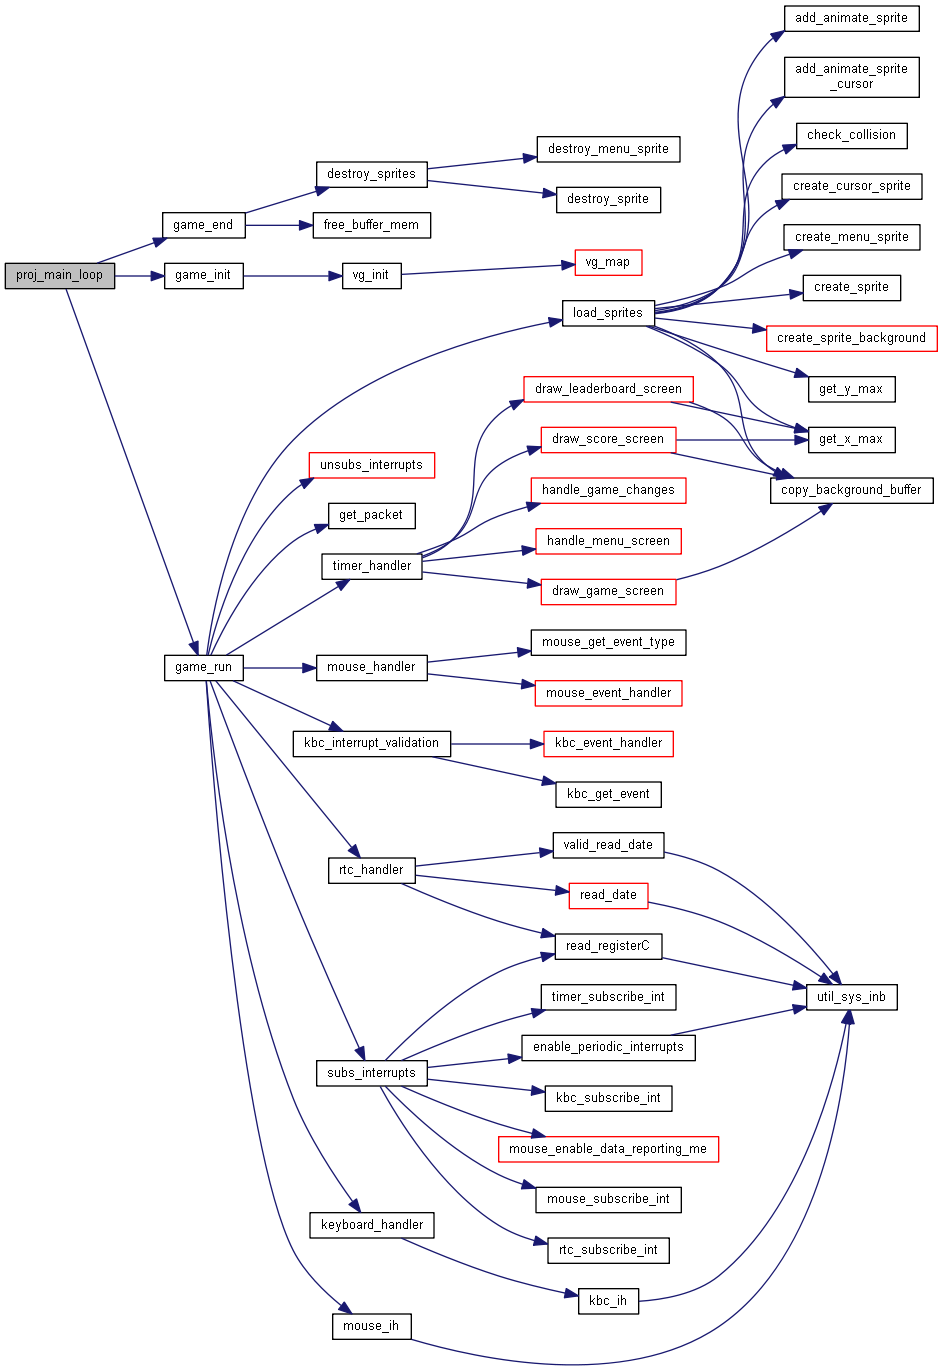 add_animate_sprite
add_animate_sprite
_cursor
check_collision
destroy_menu_sprite
destroy_sprites
create_cursor_sprite
destroy_sprite
game_end
free_buffer_mem
create_menu_sprite
vg_map
proj_main_loop
game_init
vg_init
create_sprite
load_sprites
create_sprite_background
draw_leaderboard_screen
get_y_max
draw_score_screen
get_x_max
unsubs_interrupts
handle_game_changes
copy_background_buffer
get_packet
handle_menu_screen
timer_handler
draw_game_screen
mouse_get_event_type
game_run
mouse_handler
mouse_event_handler
kbc_interrupt_validation
kbc_event_handler
kbc_get_event
valid_read_date
rtc_handler
read_date
read_registerC
timer_subscribe_int
util_sys_inb
enable_periodic_interrupts
subs_interrupts
kbc_subscribe_int
mouse_enable_data_reporting_me
mouse_subscribe_int
keyboard_handler
rtc_subscribe_int
kbc_ih
mouse_ih